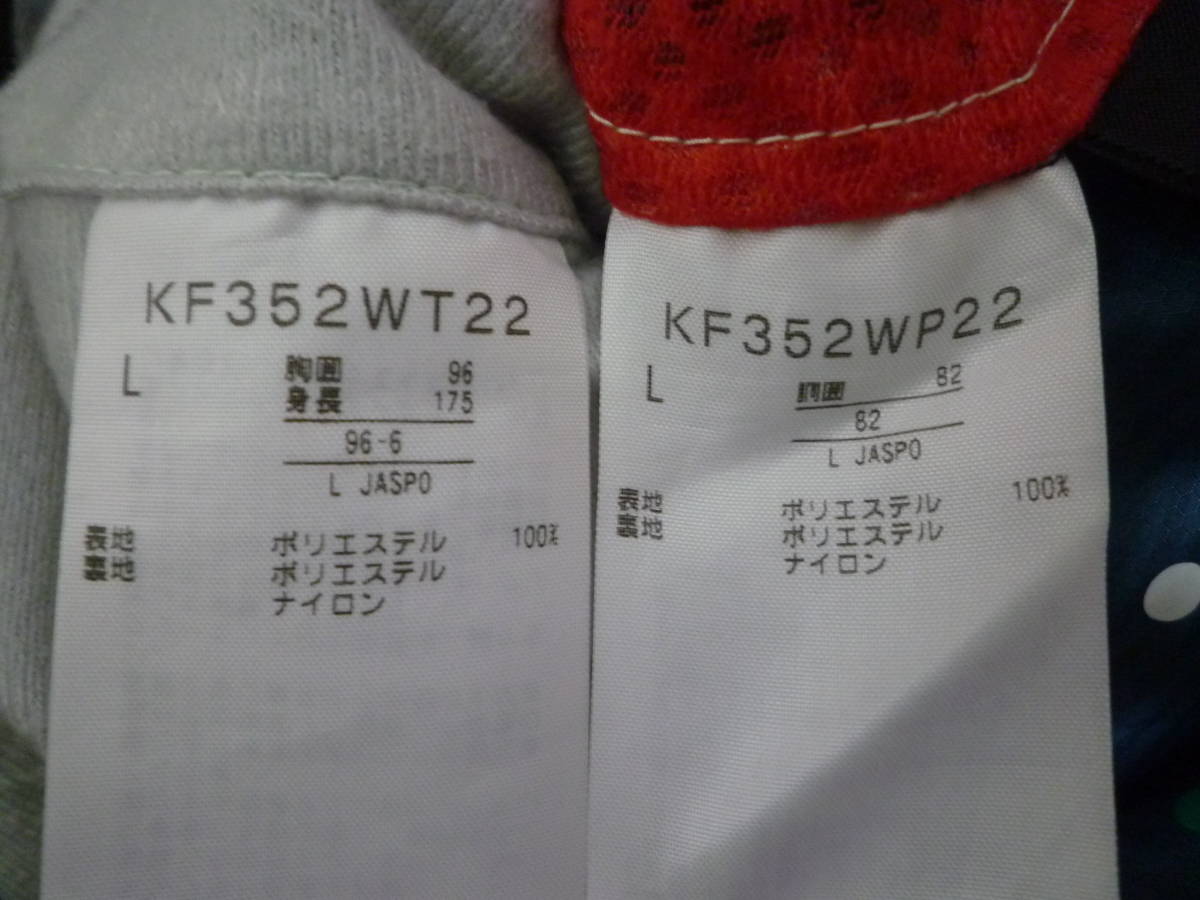 KF352WT22
L 胸囲 96
身長 175
96-6
L JASPO
表地 ポリエステル 100%
裏地 ポリエステル
ナイロン
KF352WP22
L 胸囲 82
82
L JASPO
表地 ポリエステル 100%
裏地 ポリエステル
ナイロン